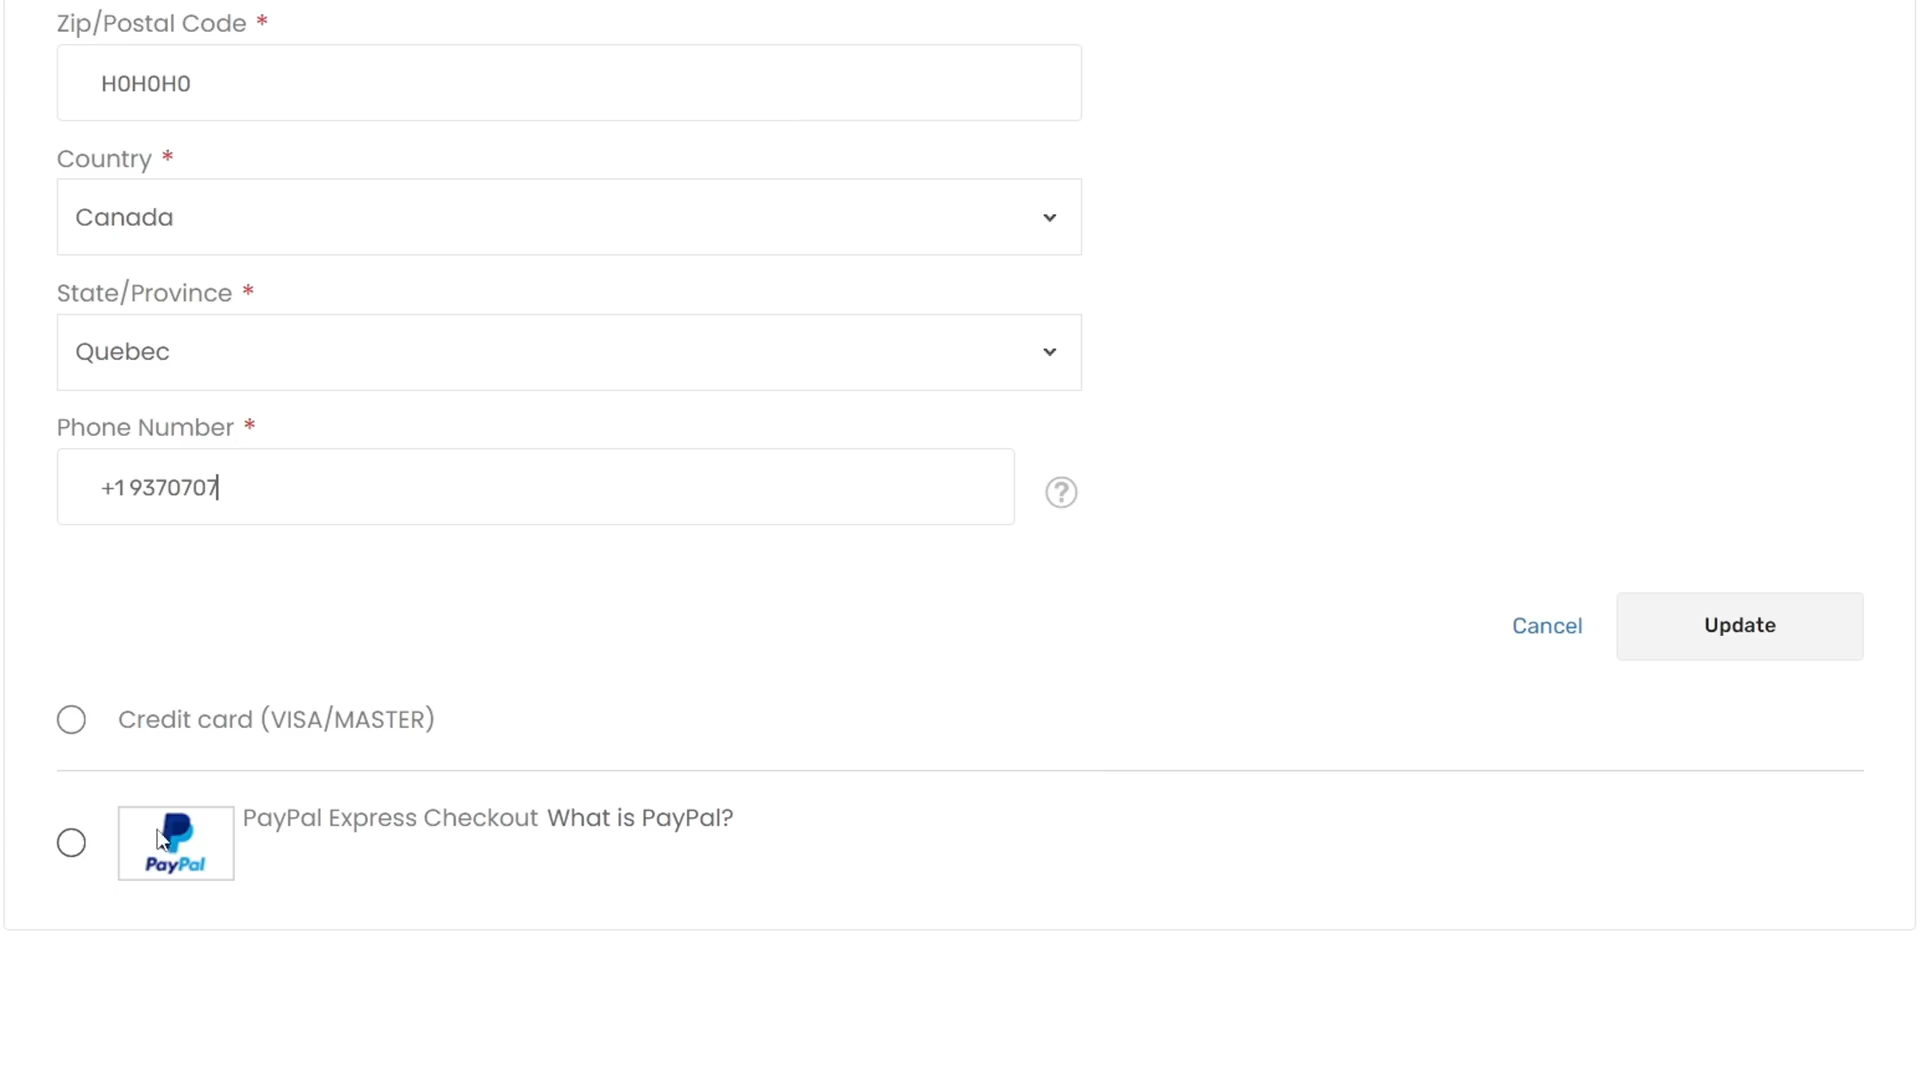 Zip/Postal Code *
H0H0H0
Country *
Canada
State/Province *
Quebec
Phone Number *
+1 9370707
?
Cancel
Update
Credit card (VISA/MASTER)
PayPal
PayPal Express Checkout What is PayPal?